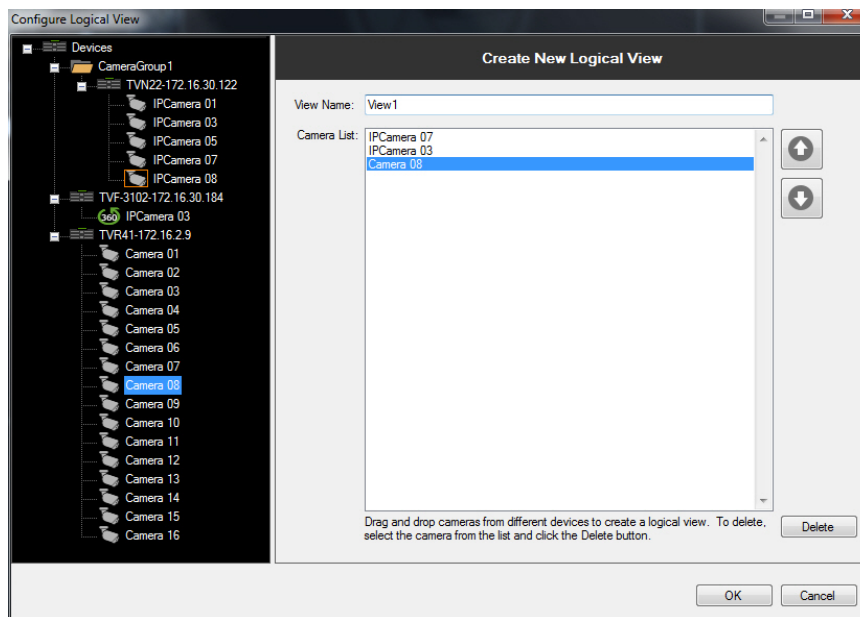 Configure Logical View
Devices
CameraGroup1
TVN22-172.16.30.122
IPCamera 01
IPCamera 03
IPCamera 05
IPCamera 07
IPCamera 08
TVF-3102-172.16.30.184
360
IPCamera 03
TVR41-172.16.2.9
Camera 01
Camera 02
Camera 03
Camera 04
Camera 05
Camera 06
Camera 07
Camera 08
Camera 09
Camera 10
Camera 11
Camera 12
Camera 13
Camera 14
Camera 15
Camera 16
Create New Logical View
View Name: View1
Camera List:
IPCamera 07
IPCamera 03
Camera 08
Drag and drop cameras from different devices to create a logical view. To delete,
select the camera from the list and click the Delete button.
Delete
OK
Cancel